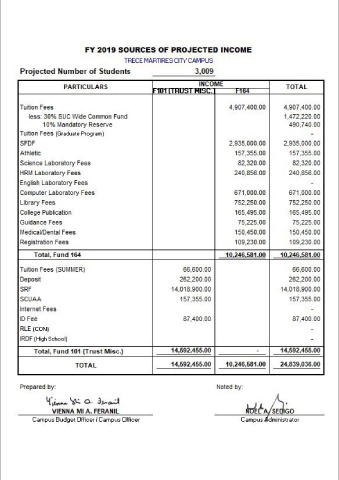 FY 2019 SOURCES OF PROJECTED INCOME
TRECE MARTIRES CITY CAMPUS
Projected Number of Students 3,009
PARTICULARS INCOME TOTAL
F101 (TRUST MISC.) F164
Tuition Fees 4,907,400.00 4,907,400.00
less: 30% SUC Wide Common Fund 1,472,220.00
10% Mandatory Reserve 490,740.00
Tuition Fees (Graduate Program) -
SFDF 2,935,000.00 2,935,000.00
Athletic 157,355.00 157,355.00
Science Laboratory Fees 82,320.00 82,320.00
HRM Laboratory Fees 240,856.00 240,856.00
English Laboratory Fees -
Computer Laboratory Fees 671,000.00 671,000.00
Library Fees 752,250.00 752,250.00
College Publication 165,495.00 165,495.00
Guidance Fees 75,225.00 75,225.00
Medical/Dental Fees 150,450.00 150,450.00
Registration Fees 109,230.00 109,230.00
Total, Fund 164 10,246,581.00 10,246,581.00
Tuition Fees (SUMMER) 66,600.00 66,600.00
Deposit 262,200.00 262,200.00
SRF 14,018,900.00 14,018,900.00
SCUAA 157,355.00 157,355.00
Internet Fees -
ID Fee 87,400.00 87,400.00
RLE (CON) -
IRDF (High School) -
Total, Fund 101 (Trust Misc.) 14,592,455.00 - 14,592,455.00
TOTAL 14,592,455.00 10,246,581.00 24,839,036.00
Prepared by: Noted by:
VIENNA MI A. FERANIL NOEL A. SEDIGO
Campus Budget Officer / Campus Officer Campus Administrator